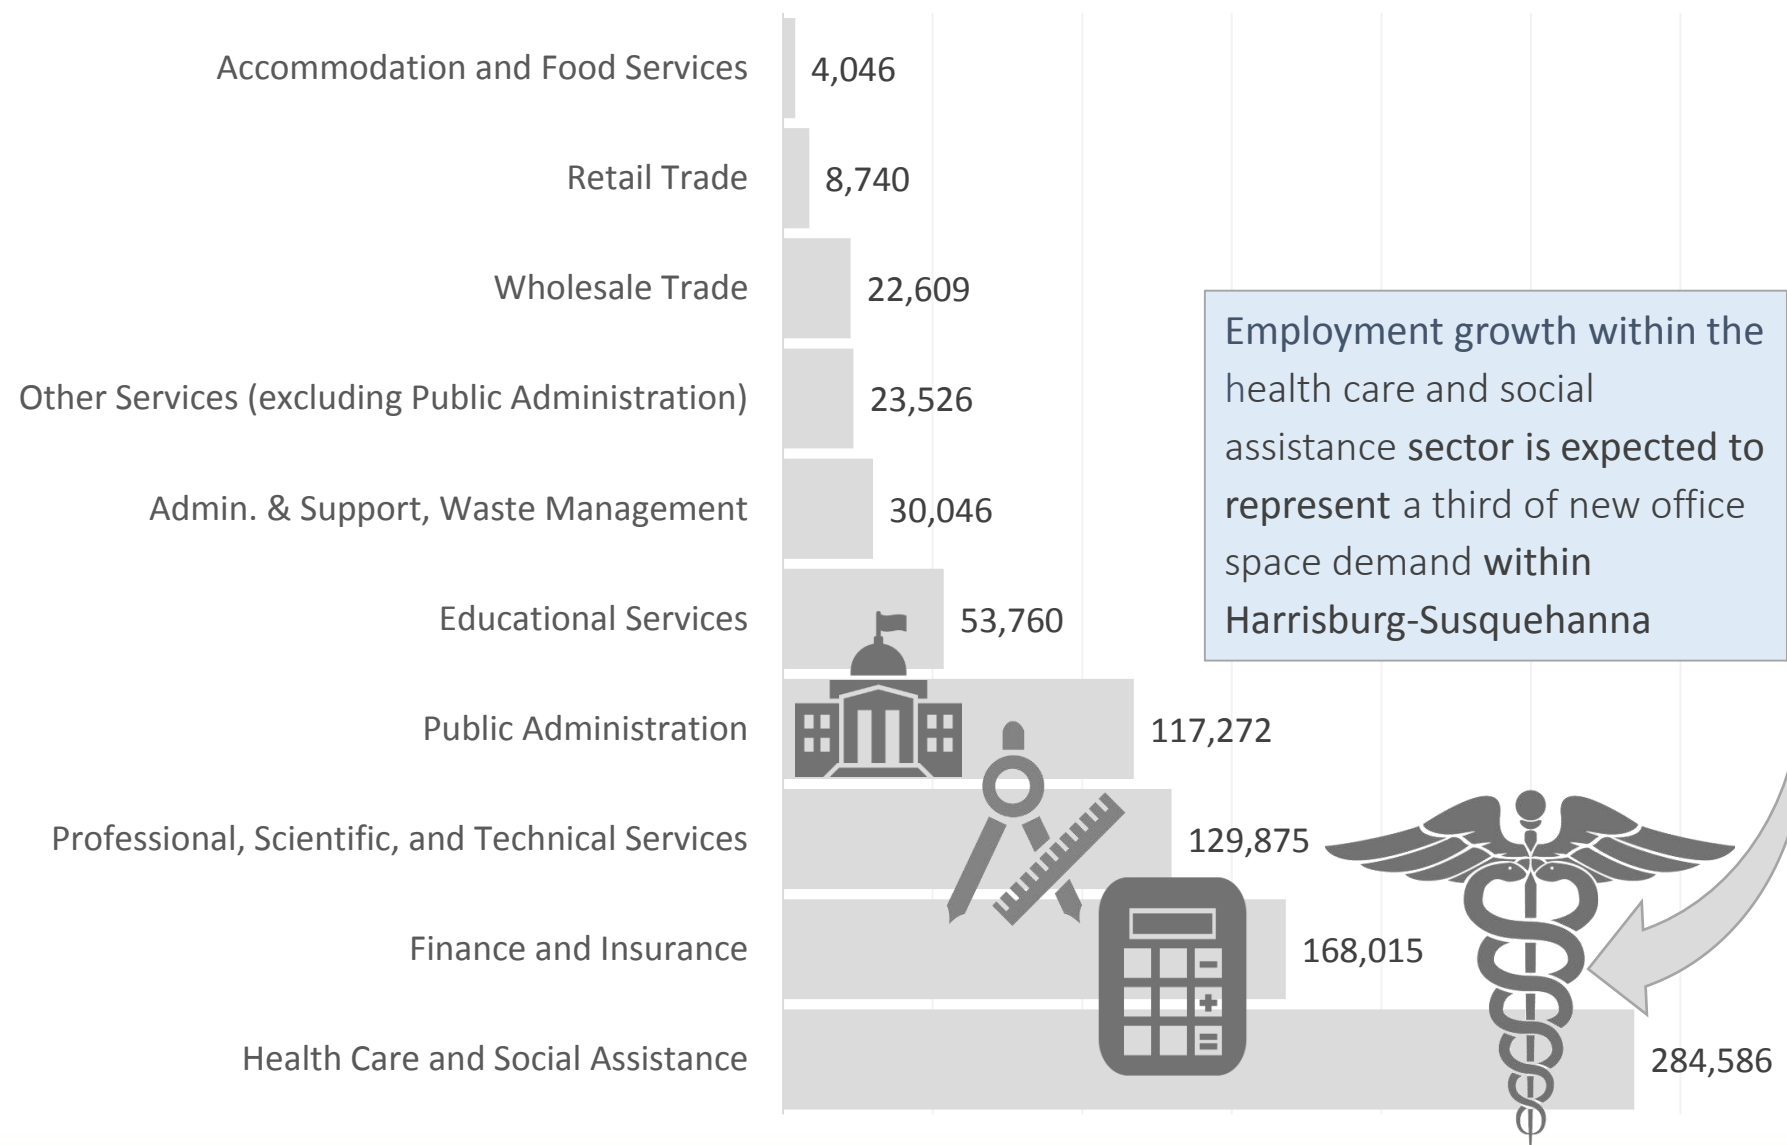 Accommodation and Food Services 4,046
Retail Trade 8,740
Wholesale Trade 22,609
Other Services (excluding Public Administration) 23,526
Admin. & Support, Waste Management 30,046
Educational Services 53,760
Public Administration 117,272
Professional, Scientific, and Technical Services 129,875
Finance and Insurance 168,015
Health Care and Social Assistance 284,586
Employment growth within the
health care and social
assistance sector is expected to
represent a third of new office
space demand within
Harrisburg-Susquehanna